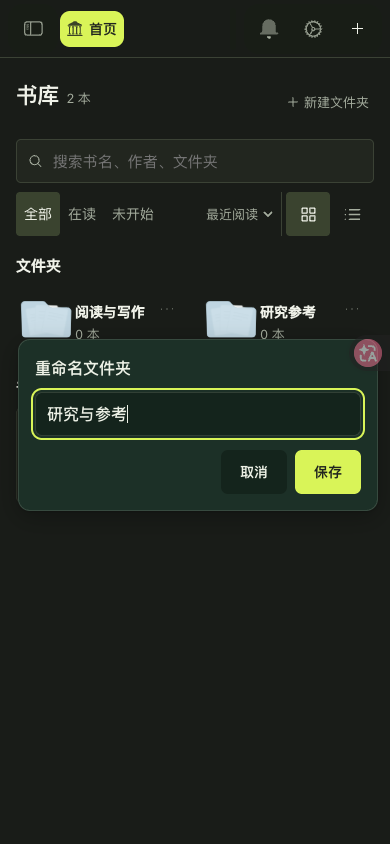 首页
书库 2 本
+ 新建文件夹
搜索书名、作者、文件夹
全部 在读 未开始 最近阅读
文件夹
阅读与写作 ... 研究参考 ...
0 本 0 本
重命名文件夹
研究与参考
取消 保存